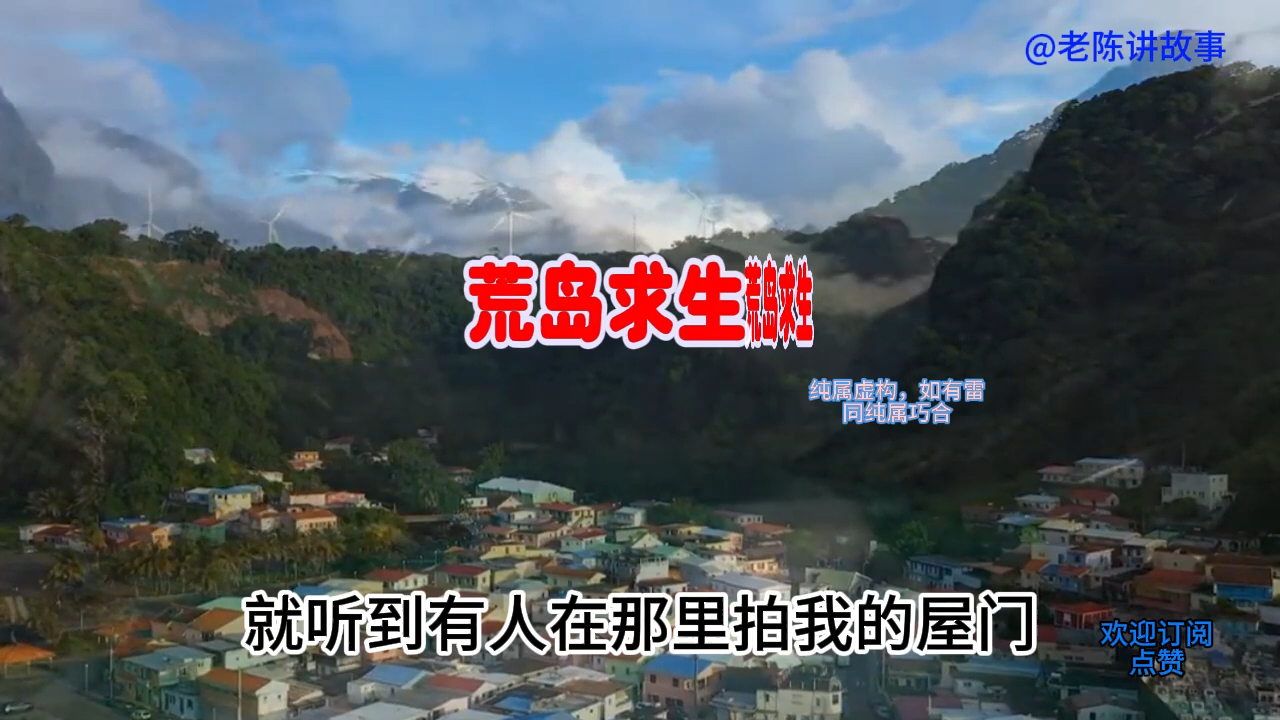 @老陈讲故事
荒岛求生荒岛求生
纯属虚构，如有雷
同纯属巧合
就听到有人在那里拍我的屋门
欢迎订阅
点赞